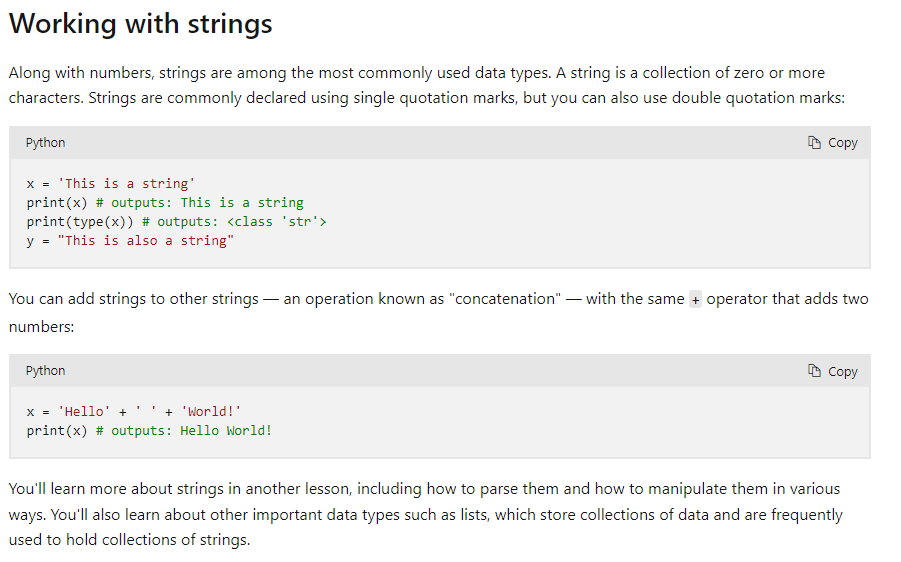 Working with strings
Along with numbers, strings are among the most commonly used data types. A string is a collection of zero or more
characters. Strings are commonly declared using single quotation marks, but you can also use double quotation marks:
Python
Copy
x = 'This is a string'
print(x) # outputs: This is a string
print(type(x)) # outputs: <class 'str'>
y = "This is also a string"
You can add strings to other strings — an operation known as "concatenation" — with the same + operator that adds two
numbers:
Python
Copy
x = 'Hello' + ' ' + 'World!'
print(x) # outputs: Hello World!
You'll learn more about strings in another lesson, including how to parse them and how to manipulate them in various
ways. You'll also learn about other important data types such as lists, which store collections of data and are frequently
used to hold collections of strings.